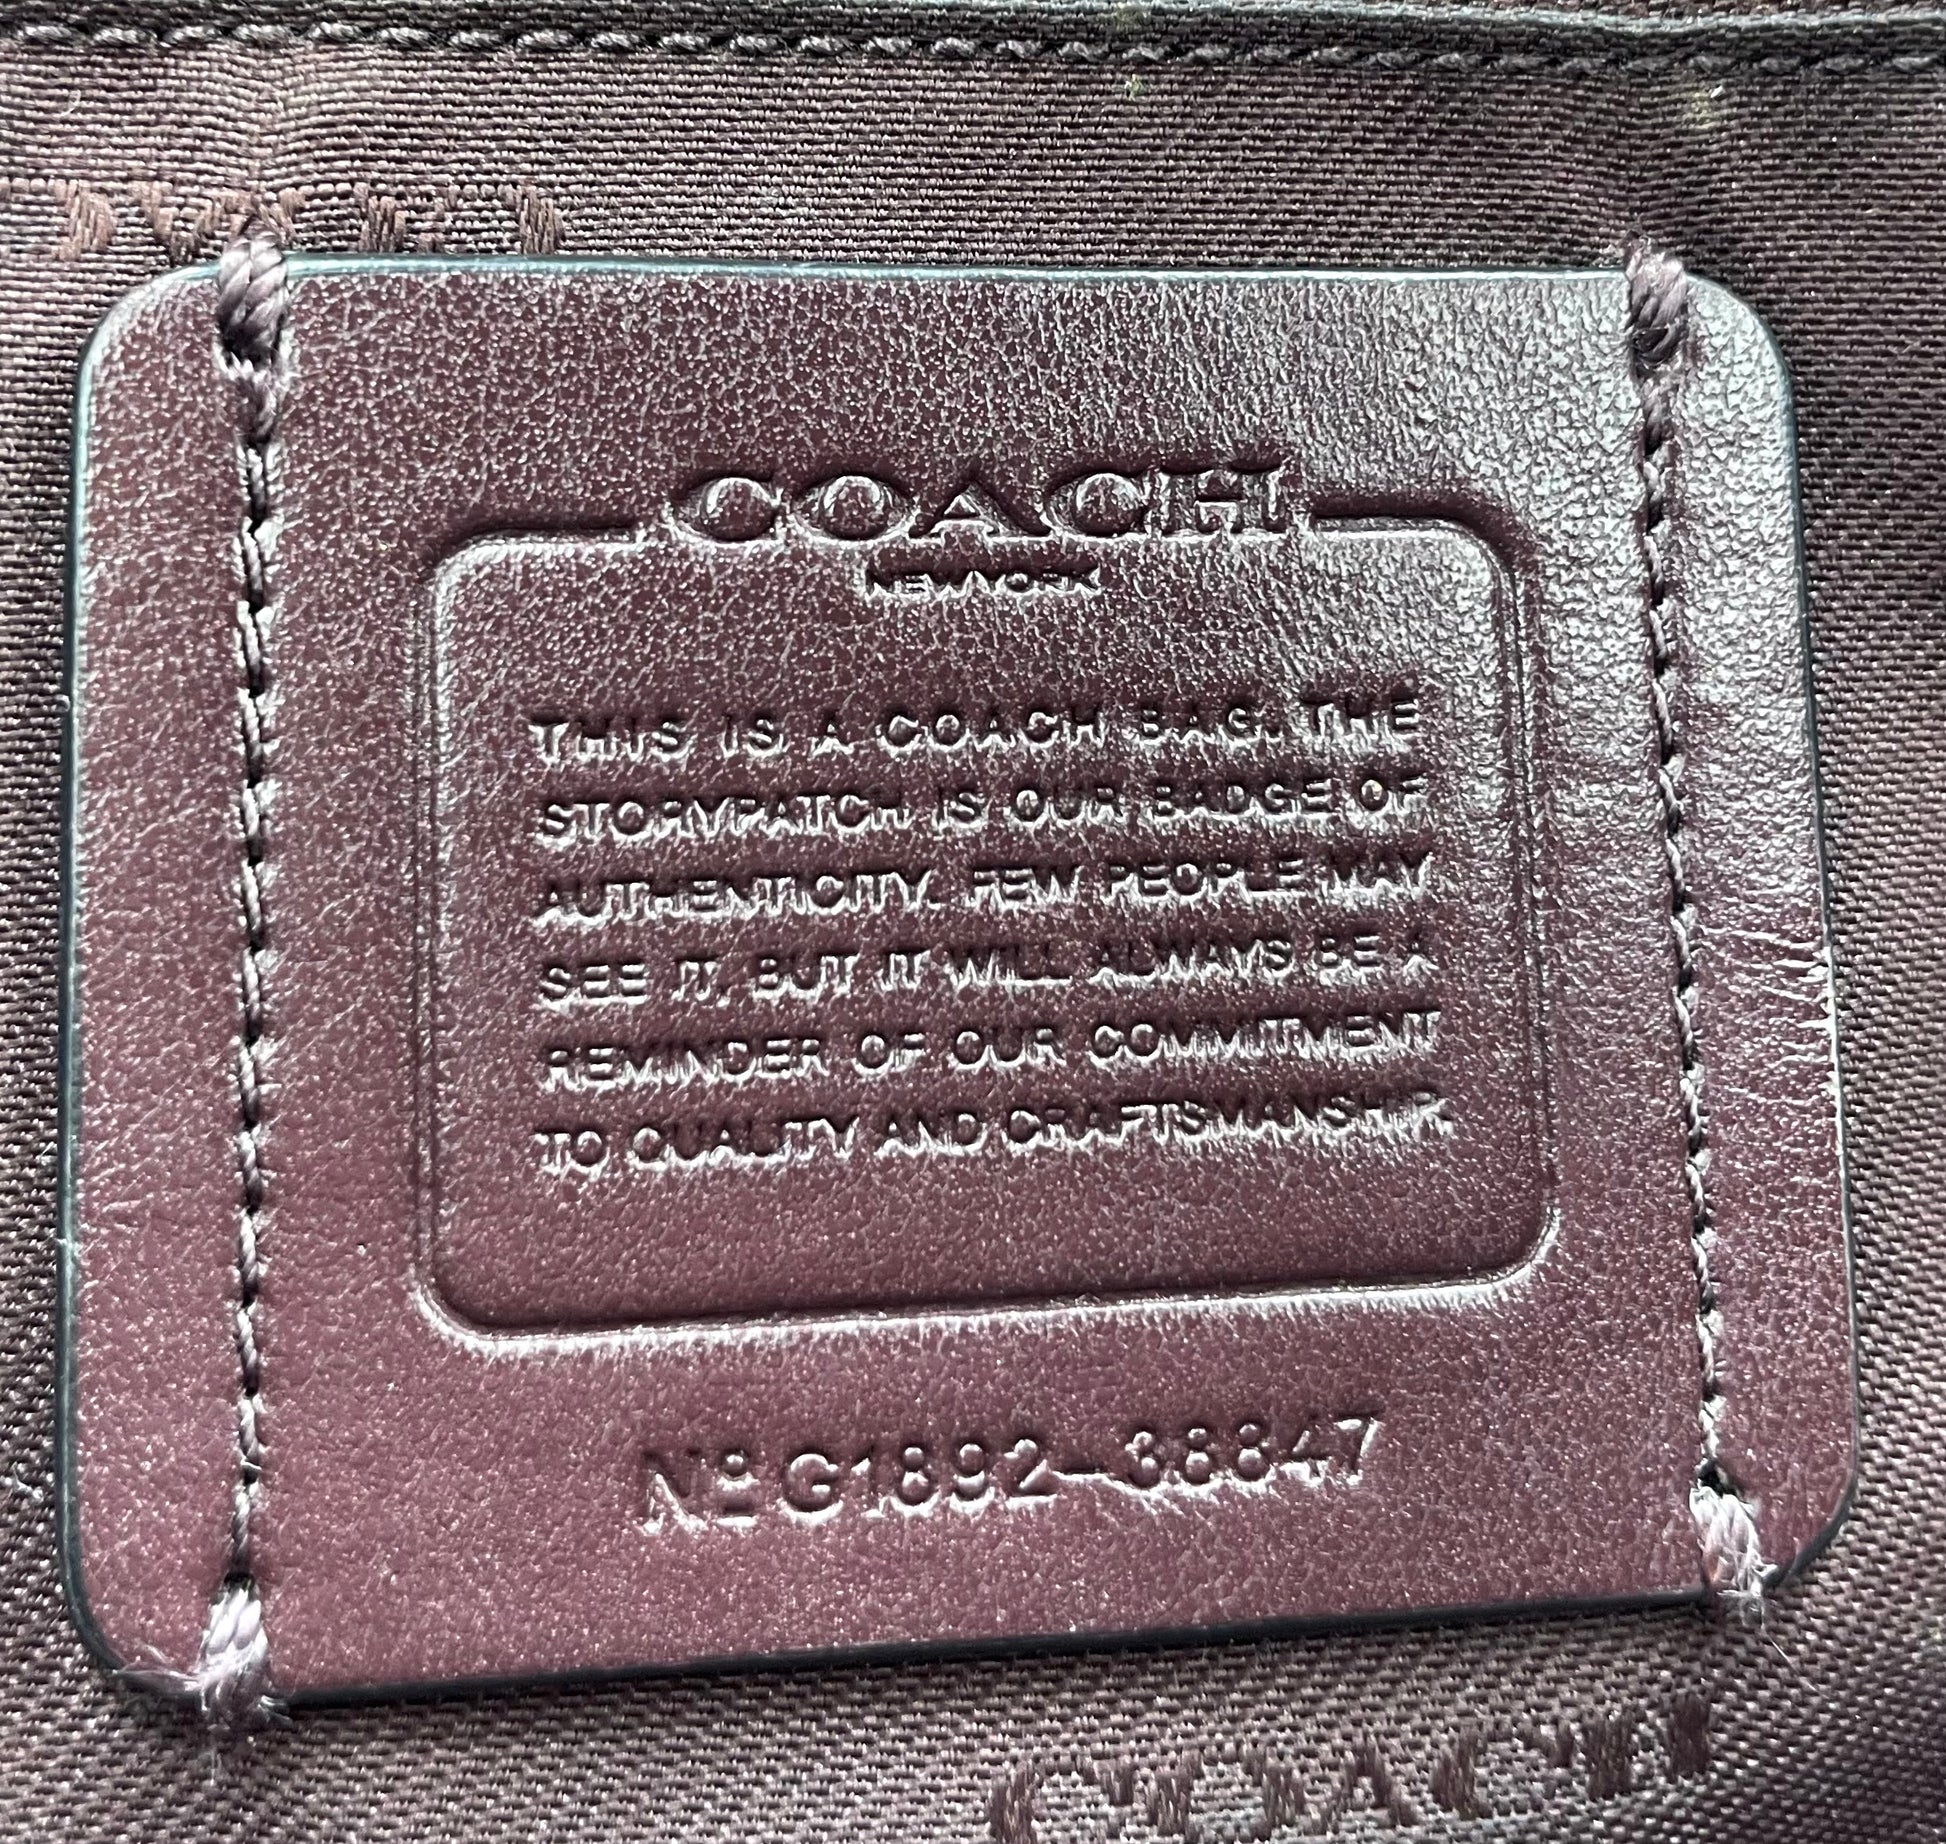 COACH
NEW YORK
THIS IS A COACH BAG. THE
STORYPATCH IS OUR BADGE OF
AUTHENTICITY. FEW PEOPLE MAY
SEE IT, BUT IT WILL ALWAYS BE A
REMINDER OF OUR COMMITMENT
TO QUALITY AND CRAFTSMANSHIP.
Nº G1892-38847
COACH